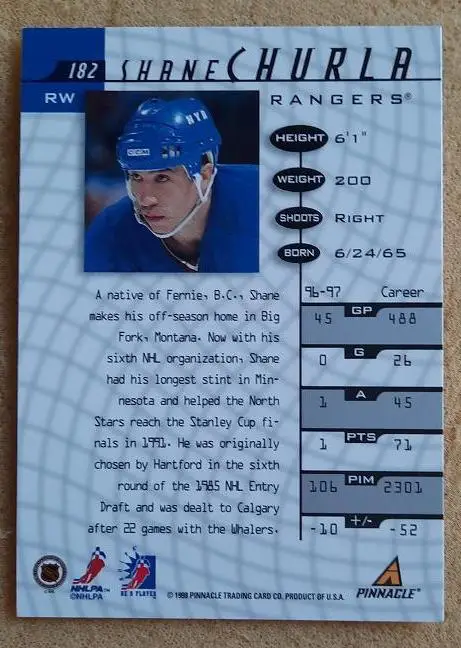 182 SHANE CHURLA
RW RANGERS®
NYR
CCM
HEIGHT 6'1"
WEIGHT 200
SHOOTS RIGHT
BORN 6/24/65
A native of Fernie, B.C., Shane
makes his off-season home in Big
Fork, Montana. Now with his
sixth NHL organization, Shane
had his longest stint in Min-
nesota and helped the North
Stars reach the Stanley Cup fi-
nals in 1991. He was originally
chosen by Hartford in the sixth
round of the 1985 NHL Entry
Draft and was dealt to Calgary
after 22 games with the Whalers.
96-97 Career
45 GP 488
0 G 26
1 A 45
1 PTS 71
106 PIM 2301
-10 +/- -52
NHLPA™
©NHLPA
BE A PLAYER
© 1998 PINNACLE TRADING CARD CO. PRODUCT OF U.S.A.
PINNACLE®